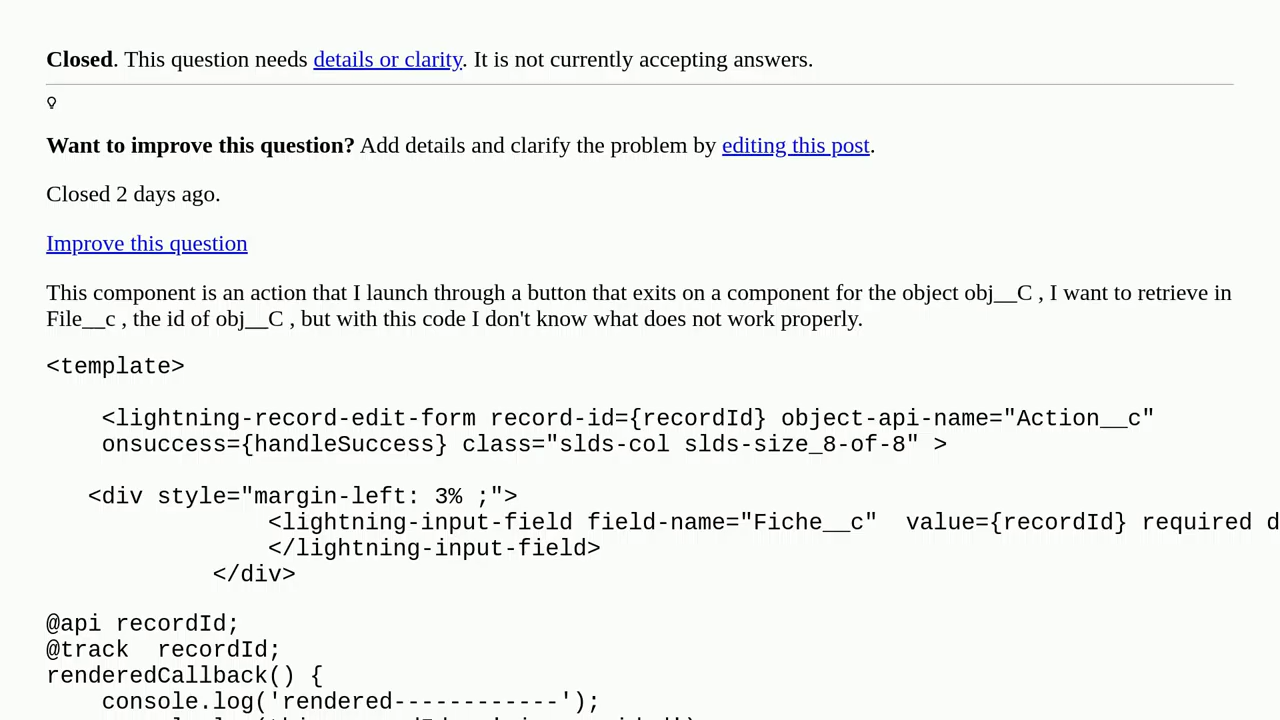 Closed. This question needs details or clarity. It is not currently accepting answers.
Want to improve this question? Add details and clarify the problem by editing this post.
Closed 2 days ago.
Improve this question
This component is an action that I launch through a button that exits on a component for the object obj__C , I want to retrieve in
File__c , the id of obj__C , but with this code I don't know what does not work properly.
<template>
<lightning-record-edit-form record-id={recordId} object-api-name="Action__c"
onsuccess={handleSuccess} class="slds-col slds-size_8-of-8" >
<div style="margin-left: 3% ;">
<lightning-input-field field-name="Fiche__c"  value={recordId} required d
</lightning-input-field>
</div>
@api recordId;
@track  recordId;
renderedCallback() {
console.log('rendered------------');